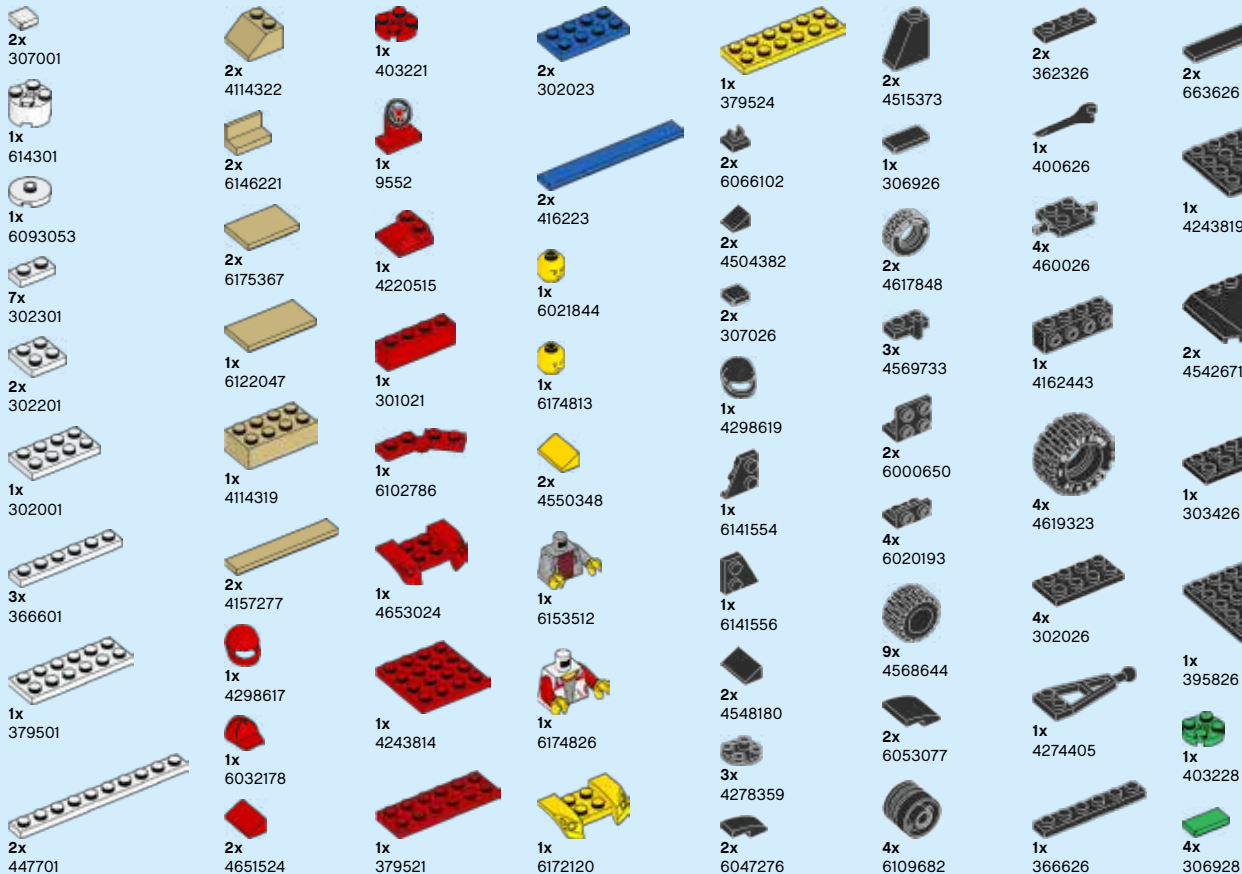 2x
307001
1x
614301
1x
6093053
7x
302301
2x
302201
1x
302001
3x
366601
1x
379501
2x
447701
2x
4114322
2x
6146221
2x
6175367
1x
6122047
1x
4114319
2x
4157277
1x
4298617
1x
6032178
2x
4651524
1x
403221
1x
9552
1x
4220515
1x
301021
1x
6102786
1x
4653024
1x
4243814
1x
379521
2x
302023
2x
416223
1x
6021844
1x
6174813
2x
4550348
1x
6153512
1x
6174826
1x
6172120
1x
379524
2x
6066102
2x
4504382
2x
307026
1x
4298619
1x
6141554
1x
6141556
2x
4548180
3x
4278359
2x
6047276
2x
4515373
1x
306926
2x
4617848
3x
4569733
2x
6000650
4x
6020193
9x
4568644
2x
6053077
4x
6109682
2x
362326
1x
400626
4x
460026
1x
4162443
4x
4619323
4x
302026
1x
4274405
1x
366626
2x
663626
1x
4243819
2x
4542671
1x
303426
1x
395826
1x
403228
4x
306928